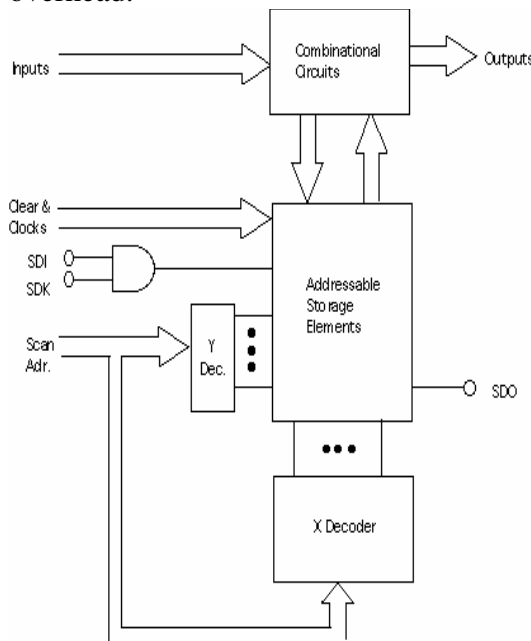 overhead.
Combinational
Circuits
Inputs
Outputs
Clear &
Clocks
SDI
SDK
Addressable
Storage
Elements
Scan
Adr.
Y
Dec.
SDO
X Decoder